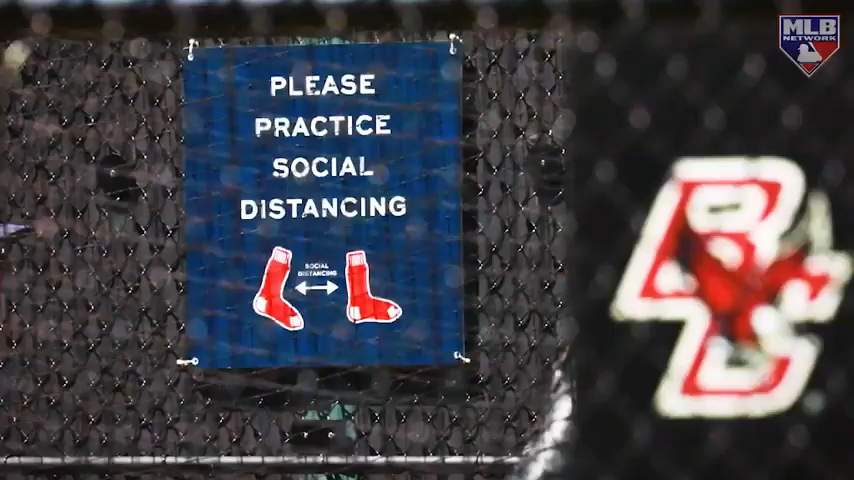 MLB
NETWORK
PLEASE
PRACTICE
SOCIAL
DISTANCING
SOCIAL
DISTANCING
BC